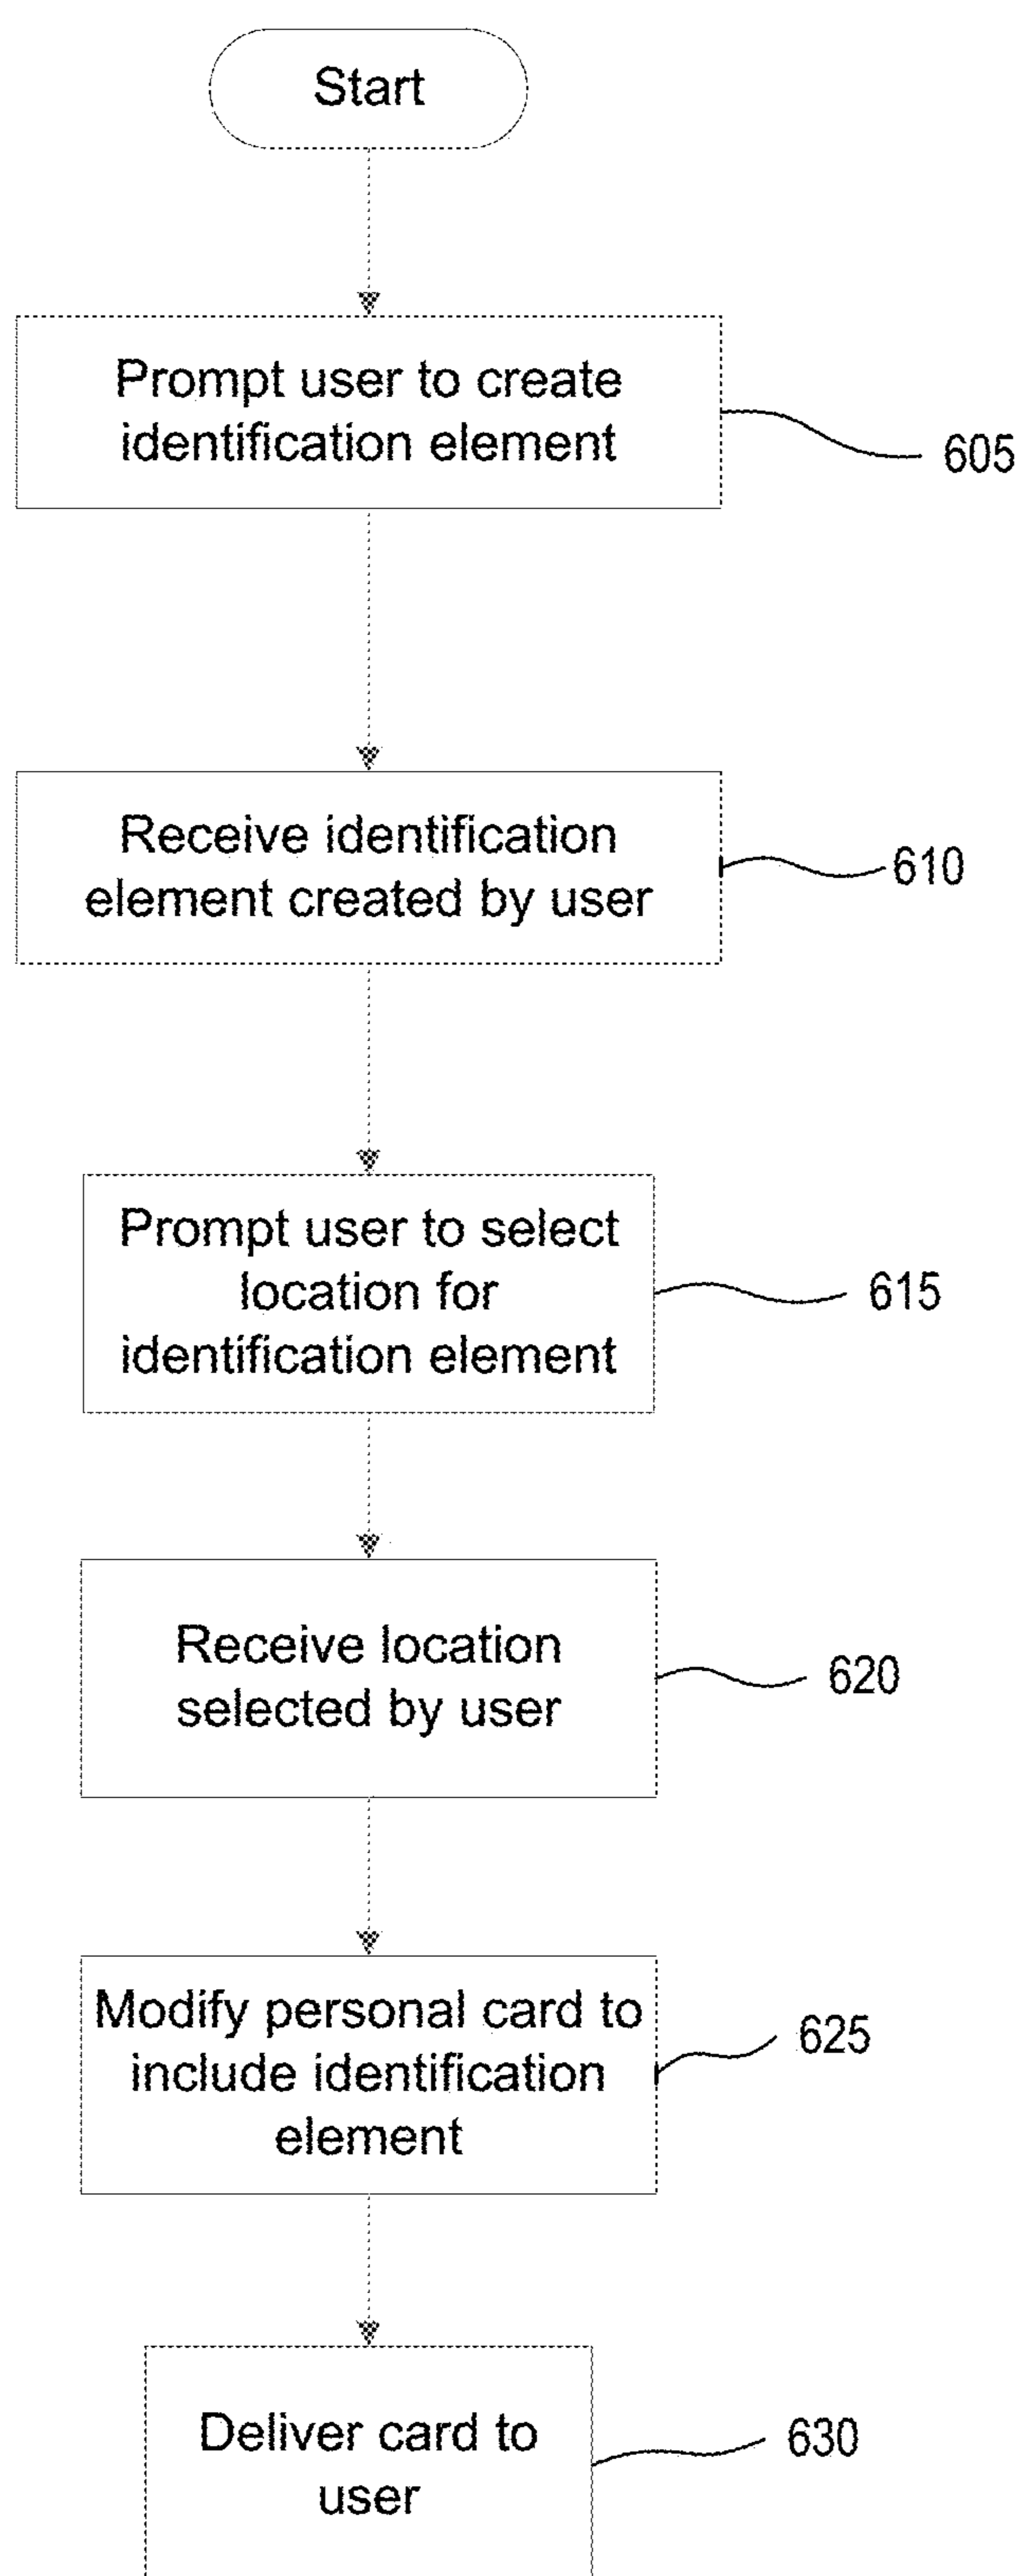 Start
Prompt user to create
identification element
605
Receive identification
element created by user
610
Prompt user to select
location for
identification element
615
Receive location
selected by user
620
Modify personal card to
include identification
element
625
Deliver card to
user
630